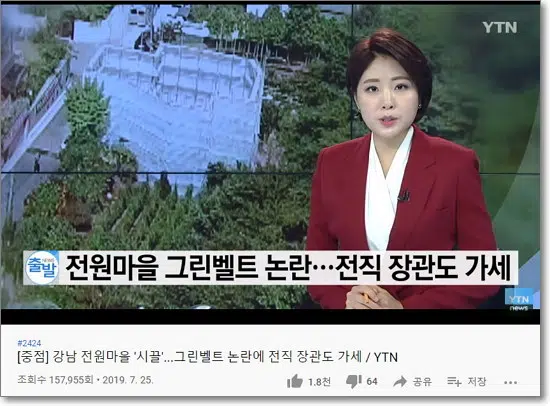 YTN
NEWS
출발
전원마을 그린벨트 논란…전직 장관도 가세
YTN
news
#2424
[중점] 강남 전원마을 '시끌'...그린벨트 논란에 전직 장관도 가세 / YTN
조회수 157,955회 • 2019. 7. 25.
1.8천
64
공유
저장